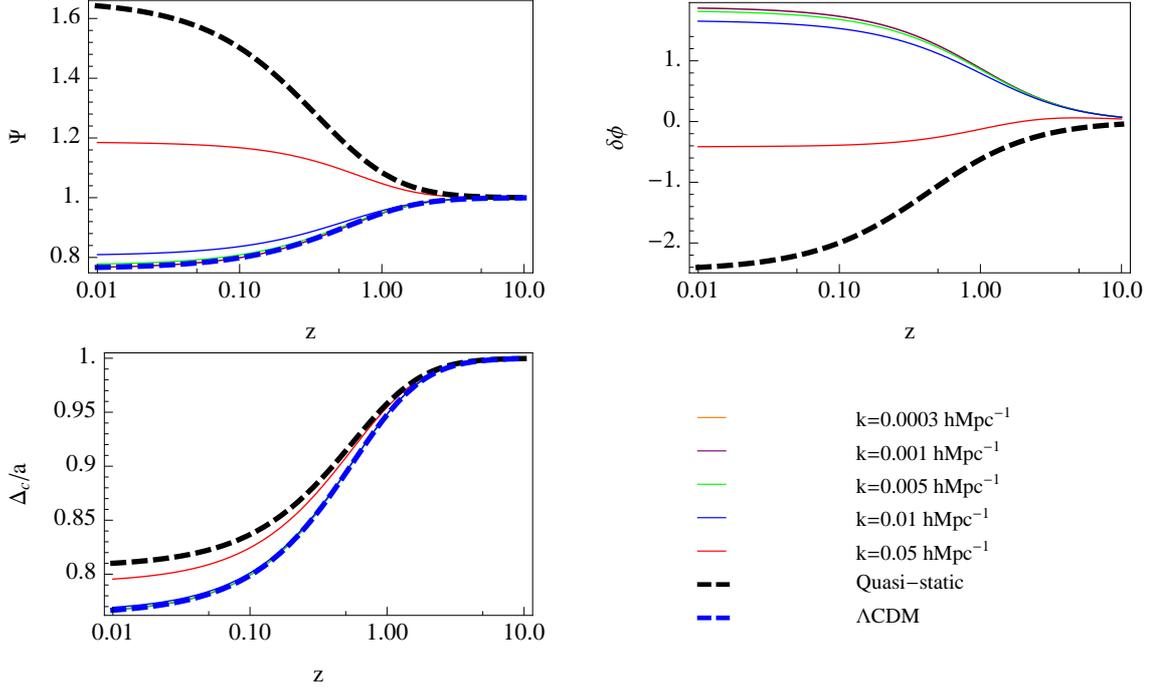 1.6
1.4
1.2
1.
0.8
Ψ
0.01 0.10 1.00 10.0
z
1.
0.
−1.
−2.
δϕ
0.01 0.10 1.00 10.0
z
1.
0.95
0.9
0.85
0.8
Δc/a
0.01 0.10 1.00 10.0
z
k=0.0003 hMpc⁻¹
k=0.001 hMpc⁻¹
k=0.005 hMpc⁻¹
k=0.01 hMpc⁻¹
k=0.05 hMpc⁻¹
Quasi−static
ΛCDM